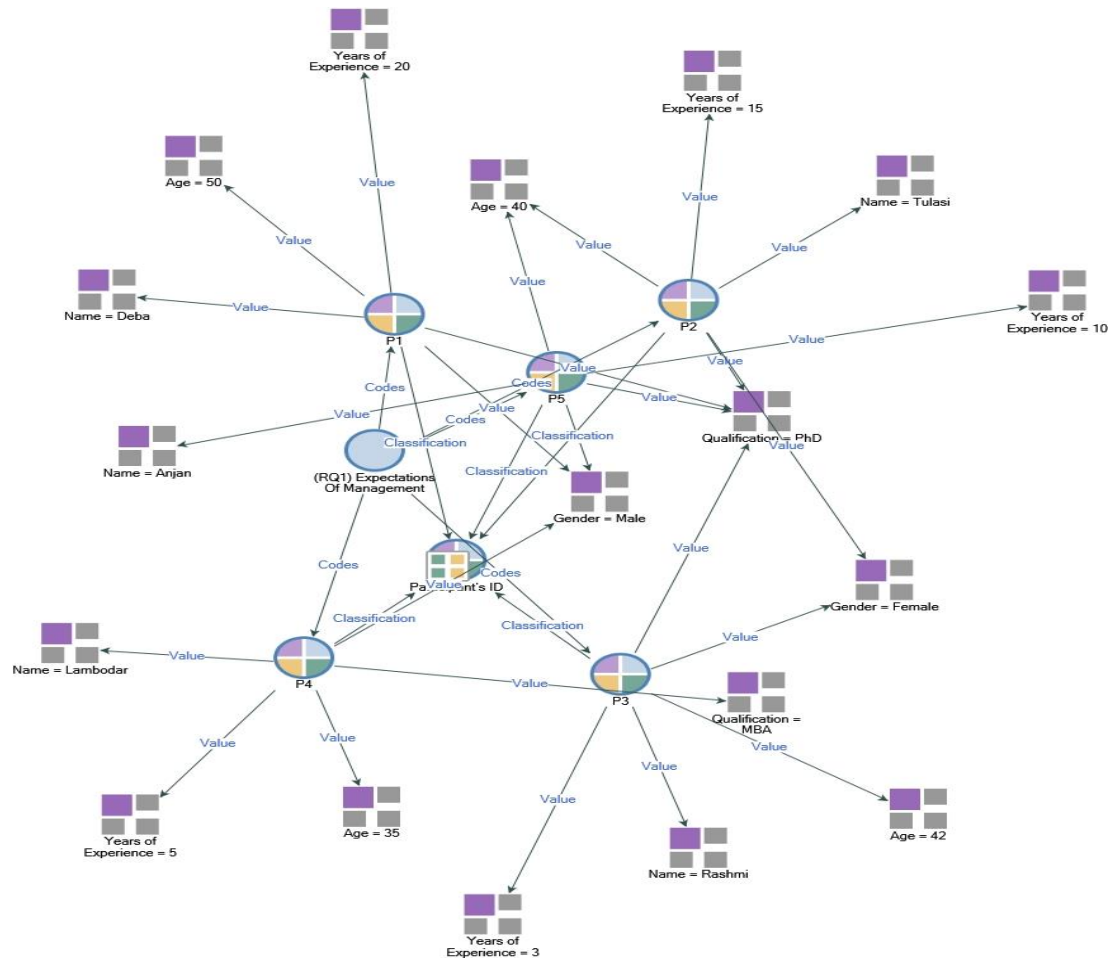 Years of
Experience = 20
Years of
Experience = 15
Value
Age = 50
Age = 40
Name = Tulasi
Value
Value
Value
Value
Value
Value
Name = Deba
Value
P1
P2
Years of
Experience = 10
Value
Value
Value
Codes
Codes
P5
Value
Value
Value
Codes
Qualification = PhD
Name = Anjan
Classification
Classification
Value
(RQ1) Expectations
Of Management
Classification
Gender = Male
Value
Codes
Codes
Participant's ID
Value
Gender = Female
Classification
Classification
Value
Name = Lambodar
Value
P4
Value
P3
Qualification =
MBA
Value
Value
Value
Value
Value
Years of
Experience = 5
Age = 35
Age = 42
Name = Rashmi
Years of
Experience = 3